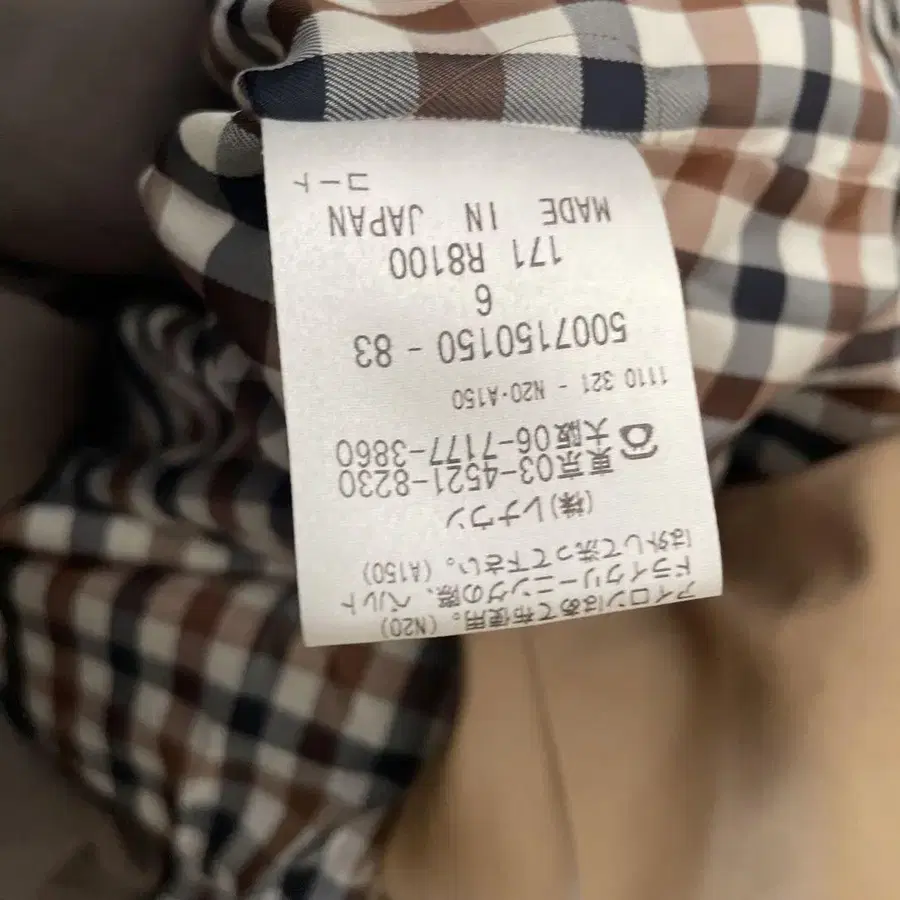 アイロンはあて布使用。(N20)
ドライクリーニングの際、ベルト
は外して洗って下さい。(A150)
(株)レナウン
東京03-4521-8230
大阪06-7177-3860
1110 321 - N20・A150
5007150150 - 83
6
171 R8100
MADE IN JAPAN
コート